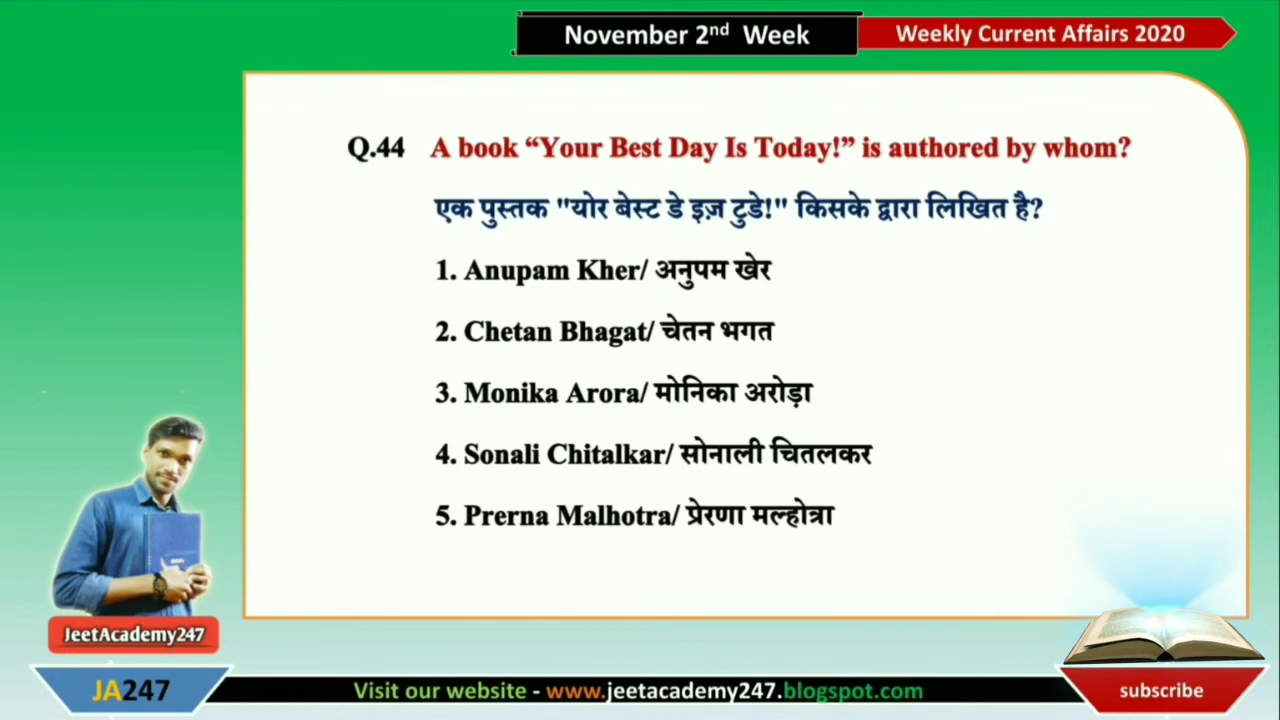 November 2nd Week
Weekly Current Affairs 2020
Q.44 A book “Your Best Day Is Today!” is authored by whom?
एक पुस्तक "योर बेस्ट डे इज़ टुडे!" किसके द्वारा लिखित है?
1. Anupam Kher/ अनुपम खेर
2. Chetan Bhagat/ चेतन भगत
3. Monika Arora/ मोनिका अरोड़ा
4. Sonali Chitalkar/ सोनाली चितलकर
5. Prerna Malhotra/ प्रेरणा मल्होत्रा
JeetAcademy247
JA247
Visit our website - www.jeetacademy247.blogspot.com
subscribe